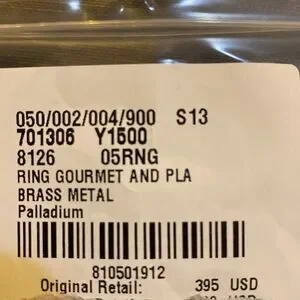 050/002/004/900 S13
701306 Y1500
8126 05RNG
RING GOURMET AND PLA
BRASS METAL
Palladium
810501912
Original Retail: 395 USD
USD